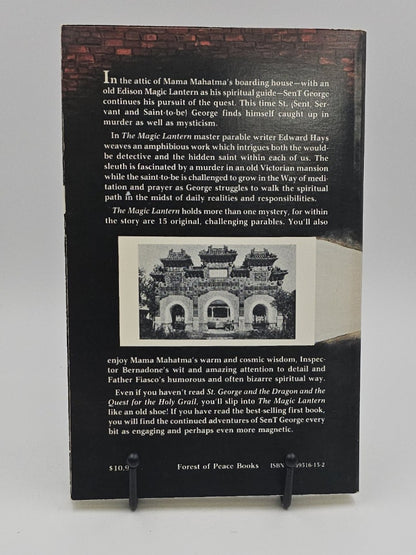 In the attic of Mama Mahatma's boarding house—with an
old Edison Magic Lantern as his spiritual guide—SenT George
continues his pursuit of the quest. This time St. (Sent, Ser-
vant and Saint-to-be) George finds himself caught up in
murder as well as mysticism.
In The Magic Lantern master parable writer Edward Hays
weaves an amphibious work which intrigues both the would-
be detective and the hidden saint within each of us. The
sleuth is fascinated by a murder in an old Victorian mansion
while the saint-to-be is challenged to grow in the Way of medi-
tation and prayer as George struggles to walk the spiritual
path in the midst of daily realities and responsibilities.
The Magic Lantern holds more than one mystery, for within
the story are 15 original, challenging parables. You'll also
enjoy Mama Mahatma's warm and cosmic wisdom, Inspec-
tor Bernadone's wit and amazing attention to detail and
Father Fiasco's humorous and often bizarre spiritual way.
Even if you haven't read St. George and the Dragon and the
Quest for the Holy Grail, you'll slip into The Magic Lantern
like an old shoe! If you have read the best-selling first book,
you will find the continued adventures of SenT George every
bit as engaging and perhaps even more magnetic.
$10.9 Forest of Peace Books ISBN 39516-15-2